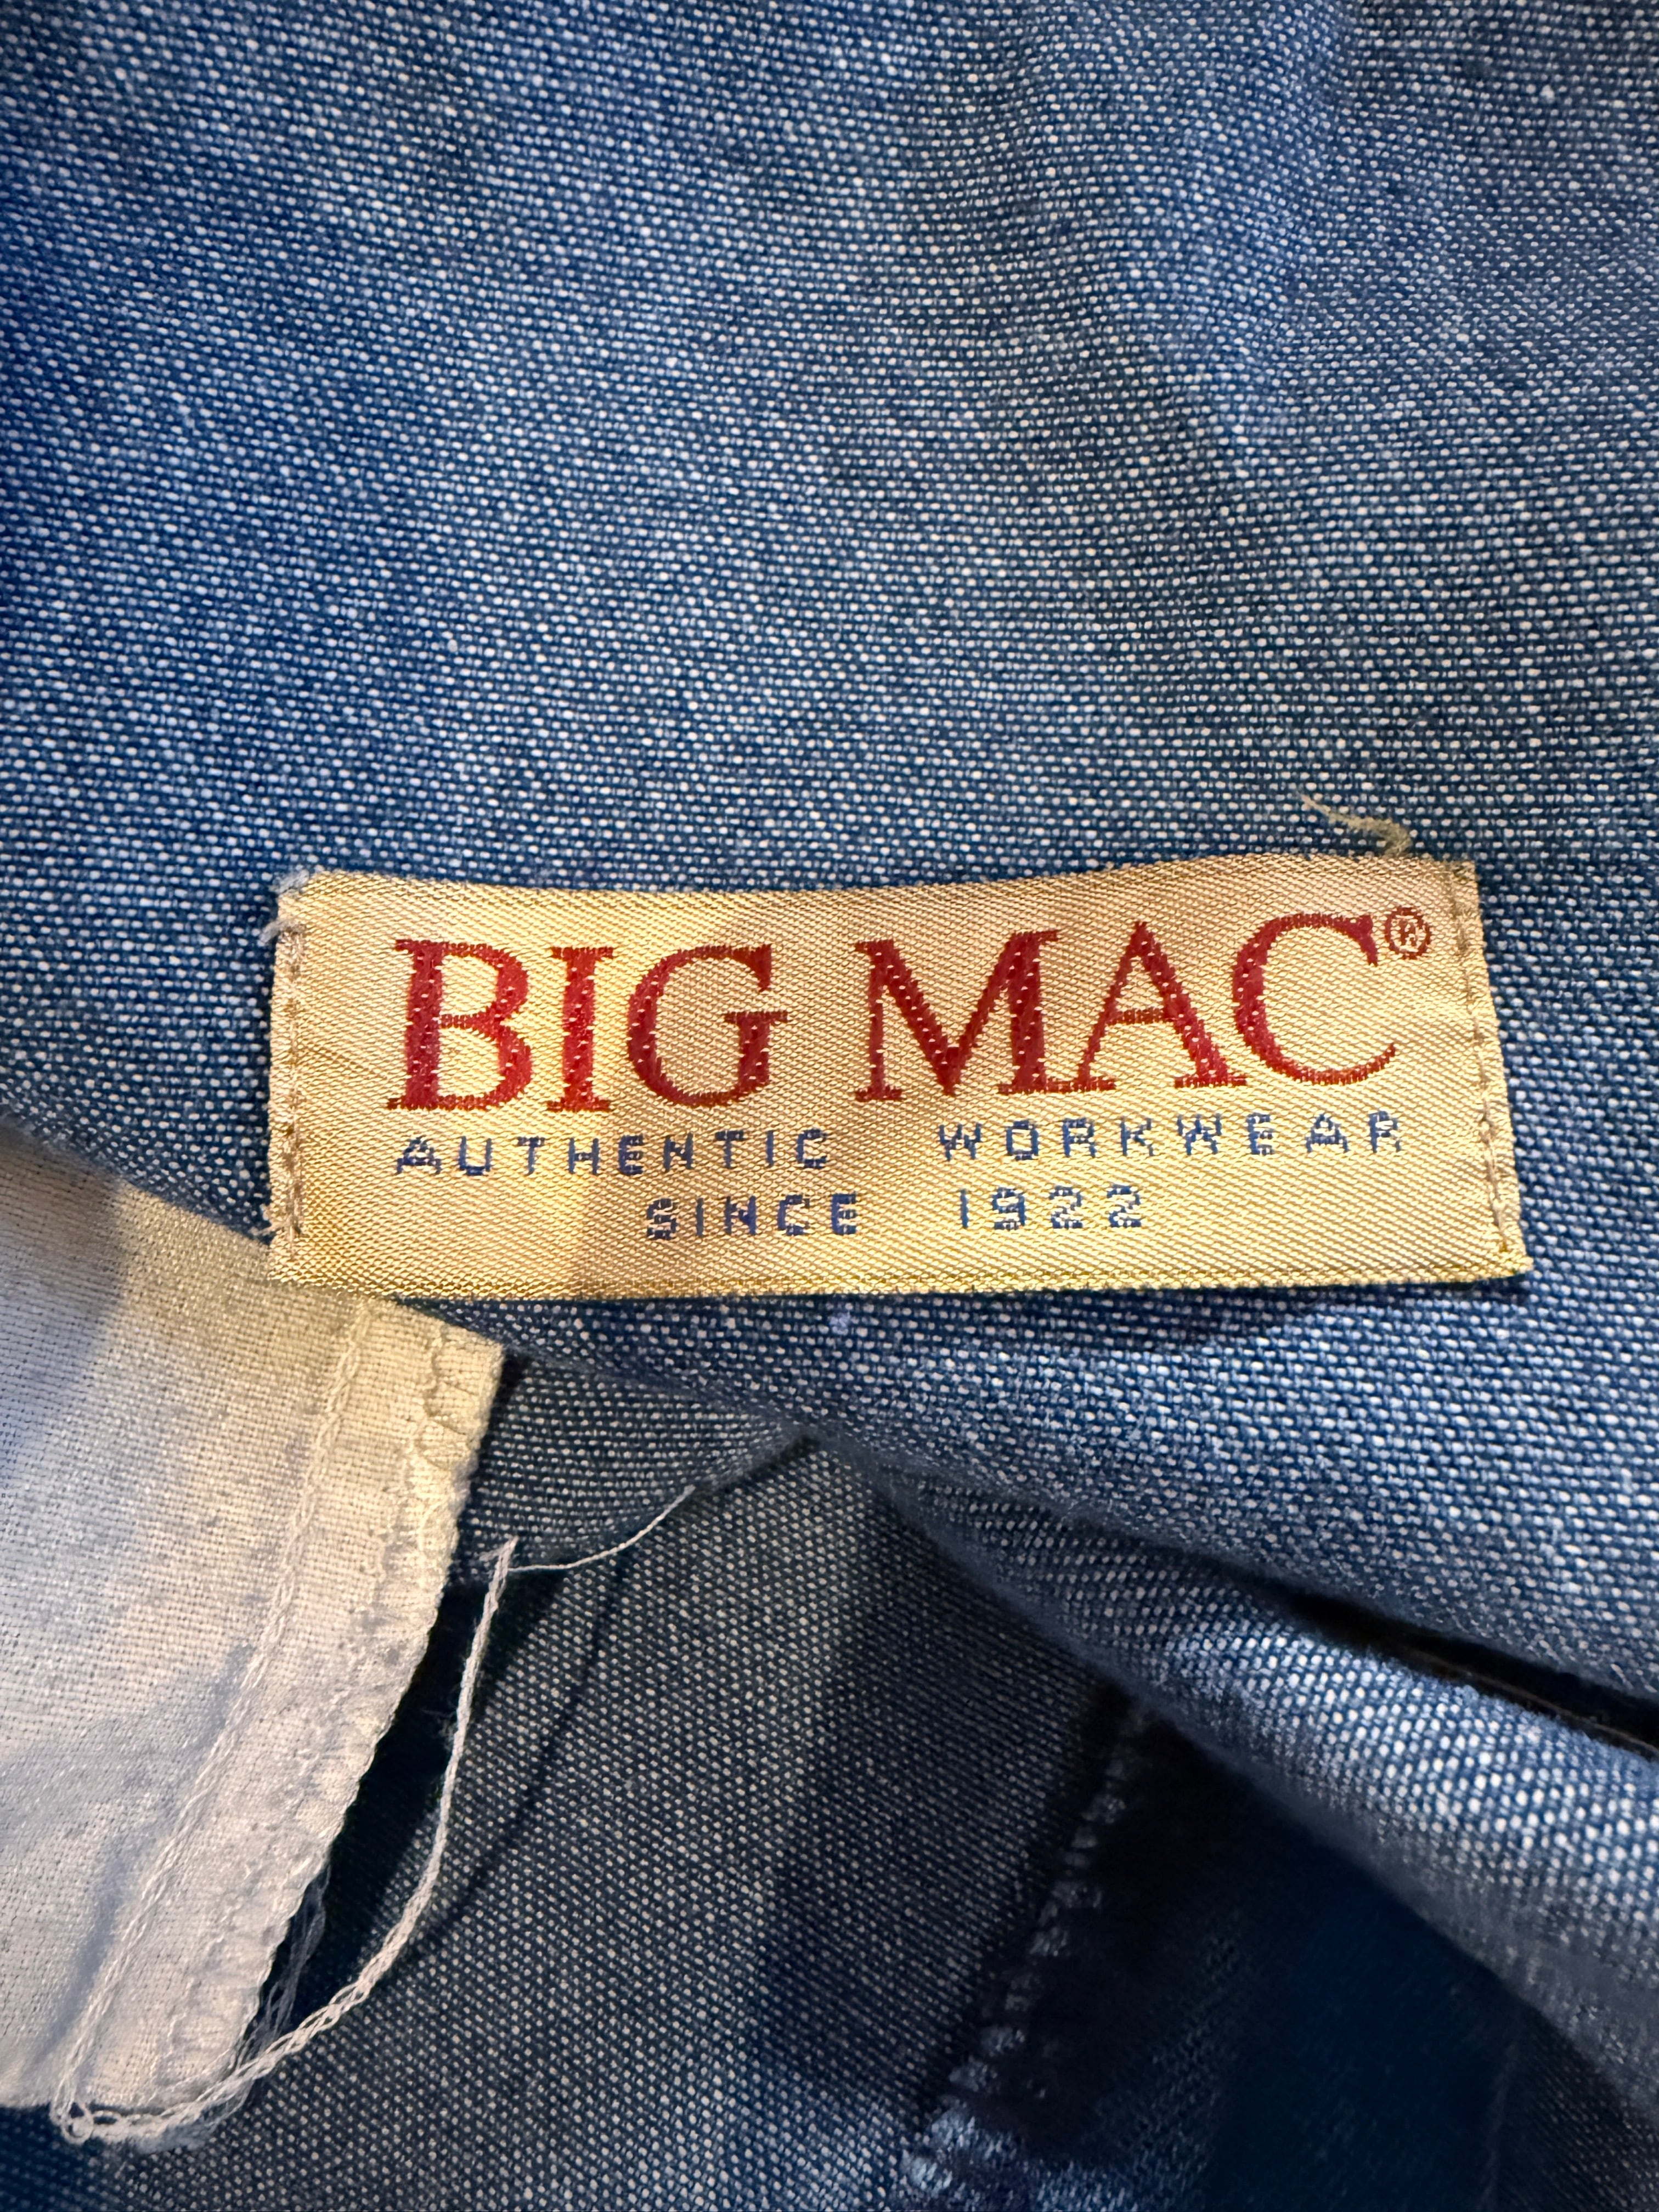 BIG MAC®
AUTHENTIC WORKWEAR
SINCE 1922